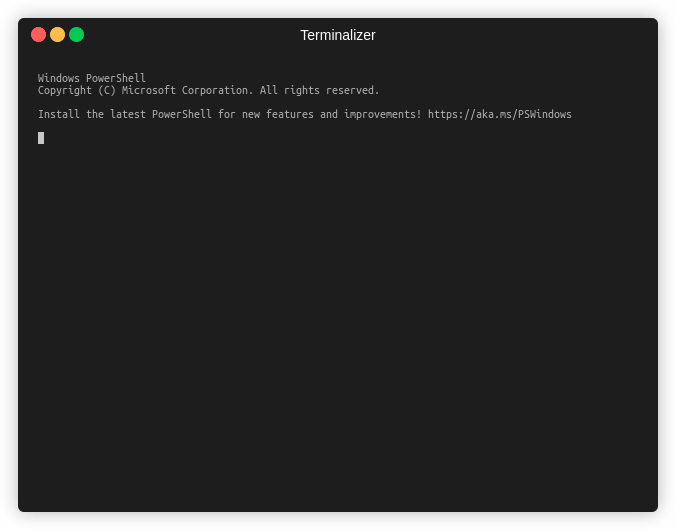 Terminalizer
Windows PowerShell
Copyright (C) Microsoft Corporation. All rights reserved.
Install the latest PowerShell for new features and improvements! https://aka.ms/PSWindows